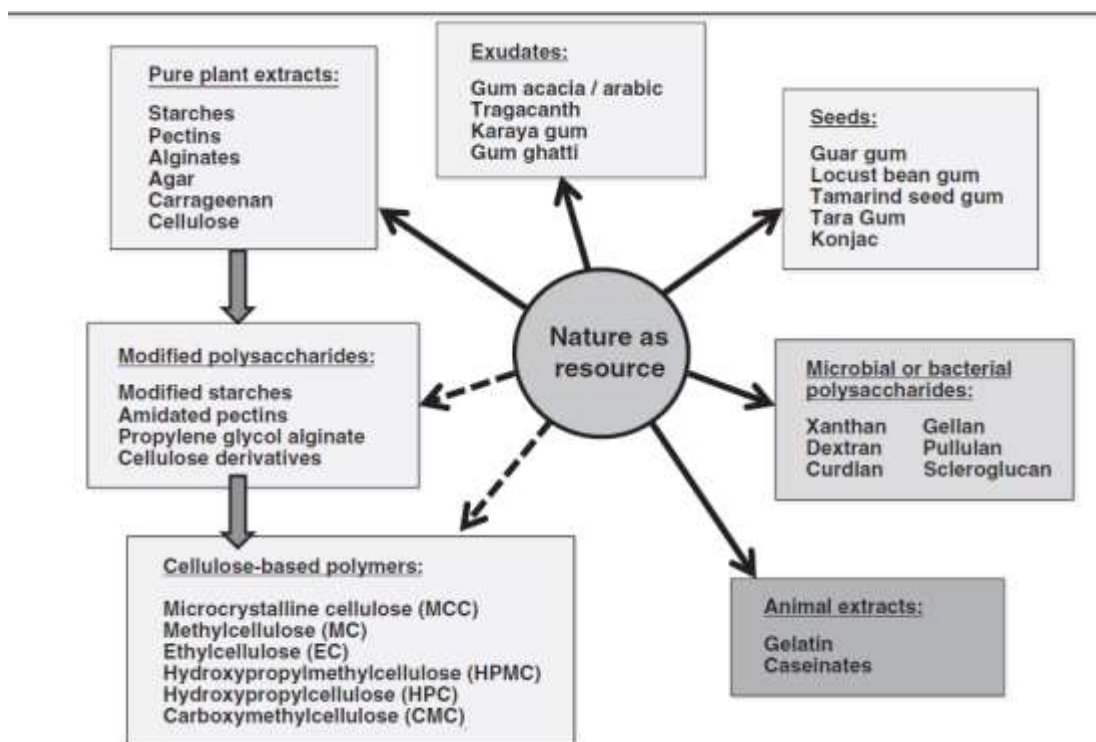 Pure plant extracts:
Starches
Pectins
Alginates
Agar
Carrageenan
Cellulose
Exudates:
Gum acacia / arabic
Tragacanth
Karaya gum
Gum ghatti
Seeds:
Guar gum
Locust bean gum
Tamarind seed gum
Tara Gum
Konjac
Nature as
resource
Modified polysaccharides:
Modified starches
Amidated pectins
Propylene glycol alginate
Cellulose derivatives
Microbial or bacterial
polysaccharides:
Xanthan Gellan
Dextran Pullulan
Curdlan Scleroglucan
Cellulose-based polymers:
Microcrystalline cellulose (MCC)
Methylcellulose (MC)
Ethylcellulose (EC)
Hydroxypropylmethylcellulose (HPMC)
Hydroxypropylcellulose (HPC)
Carboxymethylcellulose (CMC)
Animal extracts:
Gelatin
Caseinates